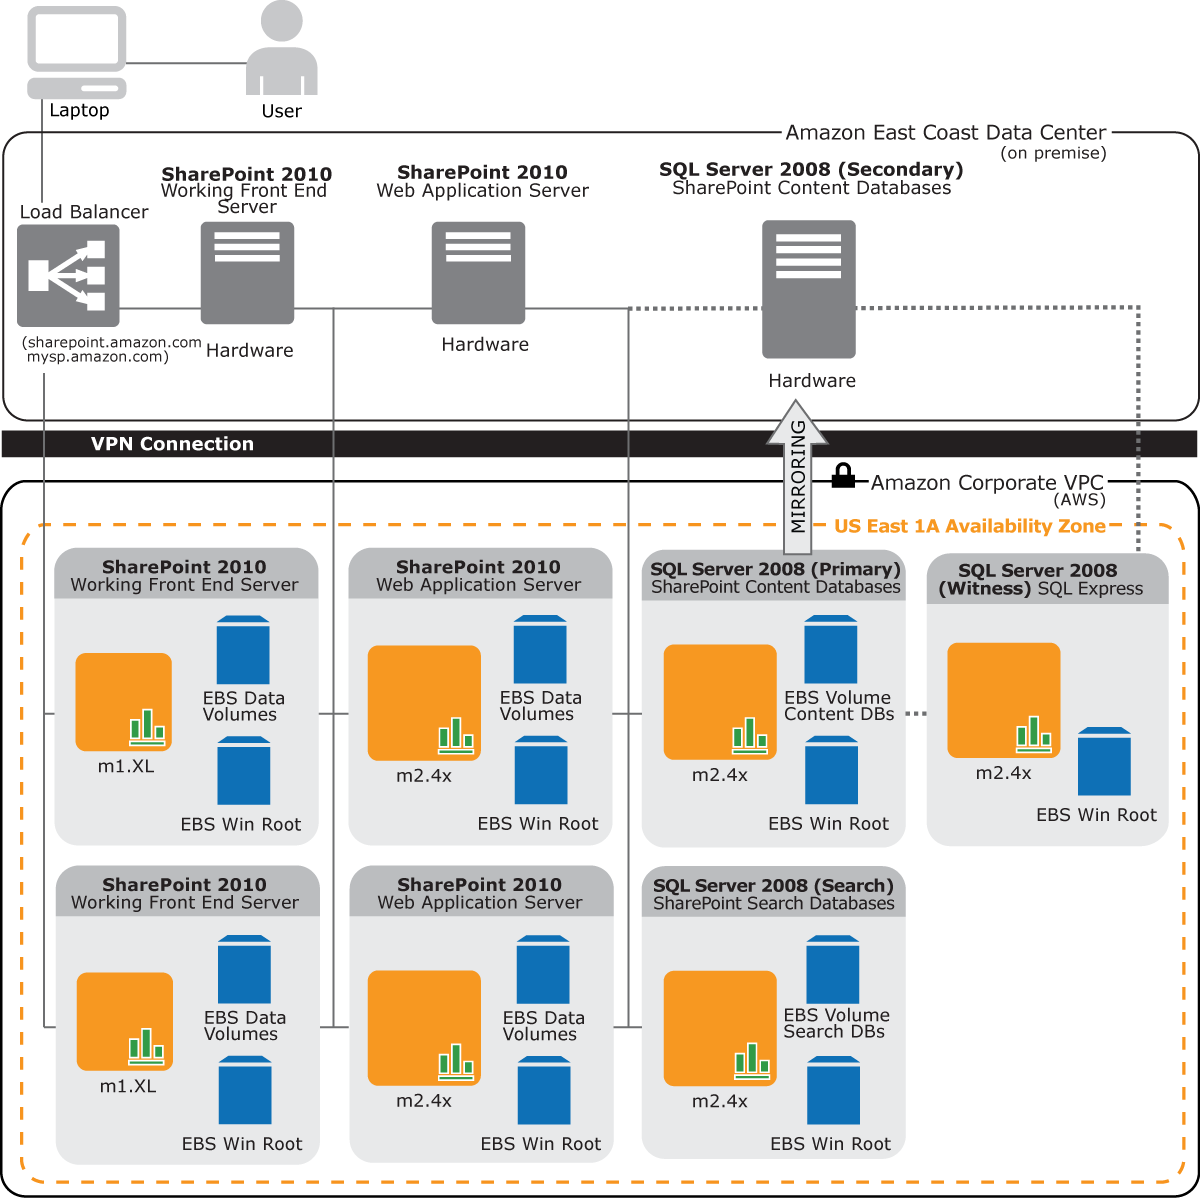 Laptop
User
Amazon East Coast Data Center
(on premise)
SharePoint 2010
Working Front End
Server
SharePoint 2010
Web Application Server
SQL Server 2008 (Secondary)
SharePoint Content Databases
Load Balancer
(sharepoint.amazon.com
mysp.amazon.com)
Hardware
Hardware
Hardware
VPN Connection
MIRRORING
Amazon Corporate VPC
(AWS)
US East 1A Availability Zone
SharePoint 2010
Working Front End Server
EBS Data
Volumes
m1.XL
EBS Win Root
SharePoint 2010
Web Application Server
EBS Data
Volumes
m2.4x
EBS Win Root
SQL Server 2008 (Primary)
SharePoint Content Databases
EBS Volume
Content DBs
m2.4x
EBS Win Root
SQL Server 2008
(Witness) SQL Express
m2.4x
EBS Win Root
SharePoint 2010
Working Front End Server
EBS Data
Volumes
m1.XL
EBS Win Root
SharePoint 2010
Web Application Server
EBS Data
Volumes
m2.4x
EBS Win Root
SQL Server 2008 (Search)
SharePoint Search Databases
EBS Volume
Search DBs
m2.4x
EBS Win Root